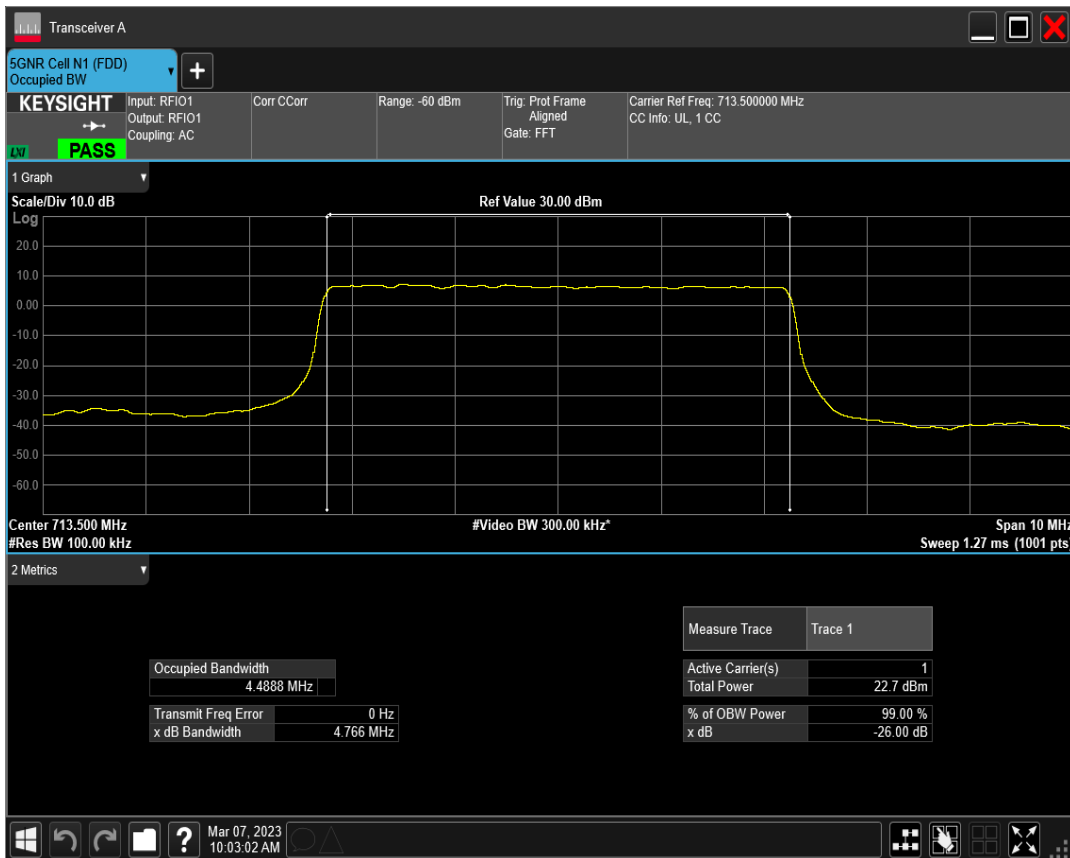 Transceiver A
5GNR Cell N1 (FDD)
Occupied BW
+
KEYSIGHT
LXI
PASS
Input: RFIO1
Output: RFIO1
Coupling: AC
Corr CCorr
Range: -60 dBm
Trig: Prot Frame
Aligned
Gate: FFT
Carrier Ref Freq: 713.500000 MHz
CC Info: UL, 1 CC
1 Graph
Scale/Div 10.0 dB
Ref Value 30.00 dBm
Log
20.0
10.0
0.00
-10.0
-20.0
-30.0
-40.0
-50.0
-60.0
Center 713.500 MHz
#Video BW 300.00 kHz*
Span 10 MHz
#Res BW 100.00 kHz
Sweep 1.27 ms (1001 pts)
2 Metrics
Measure Trace Trace 1
Occupied Bandwidth
4.4888 MHz
Active Carrier(s) 1
Total Power 22.7 dBm
Transmit Freq Error 0 Hz
x dB Bandwidth 4.766 MHz
% of OBW Power 99.00 %
x dB -26.00 dB
?
Mar 07, 2023
10:03:02 AM